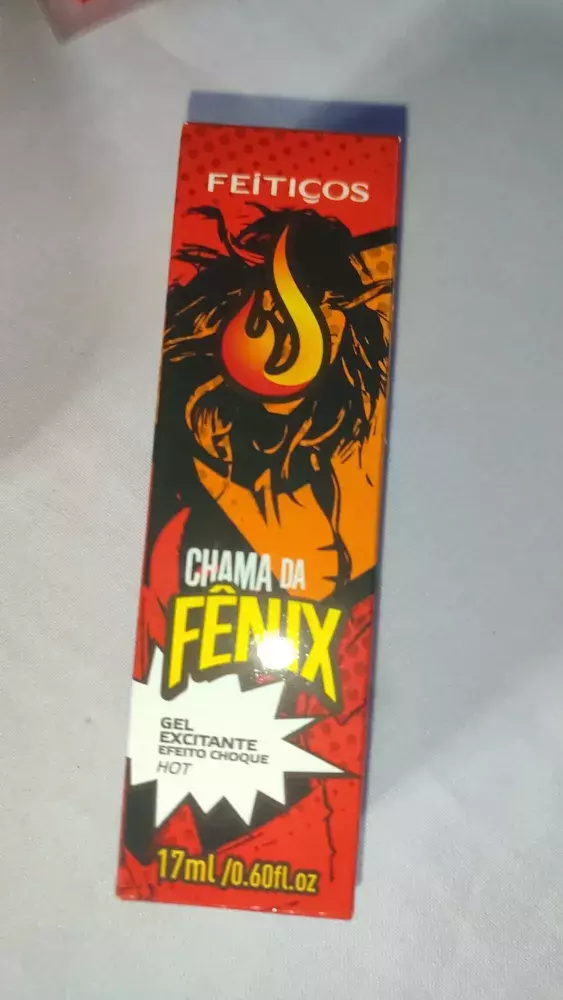 FEiTiÇOS
CHAMA DA
FÊNIX
GEL
EXCITANTE
EFEITO CHOQUE
HOT
17ml /0.60fl.oz